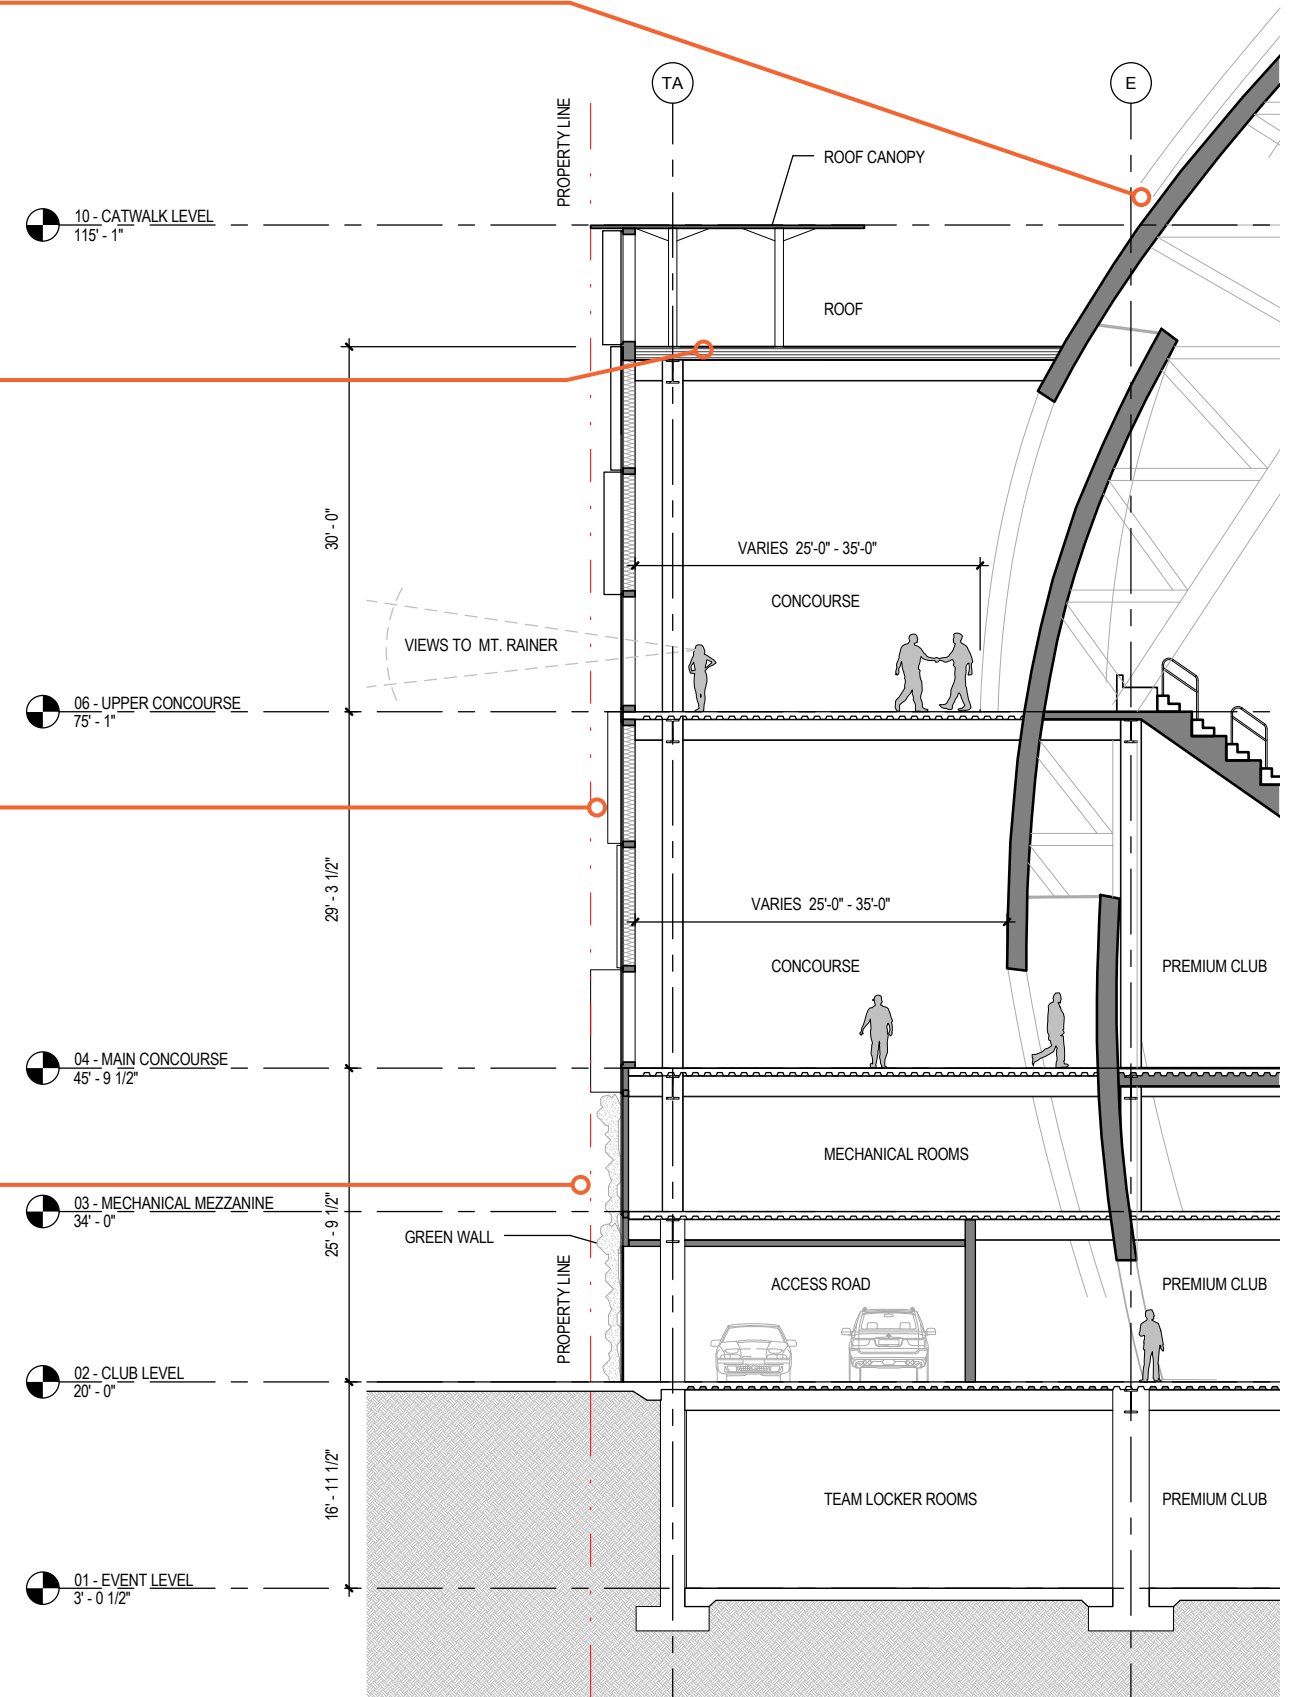 TA
E
PROPERTY LINE
ROOF CANOPY
10 - CATWALK LEVEL
115' - 1"
ROOF
30' - 0"
VARIES 25'-0" - 35'-0"
CONCOURSE
VIEWS TO MT. RAINER
06 - UPPER CONCOURSE
75' - 1"
29' - 3 1/2"
VARIES 25'-0" - 35'-0"
CONCOURSE
PREMIUM CLUB
04 - MAIN CONCOURSE
45' - 9 1/2"
MECHANICAL ROOMS
03 - MECHANICAL MEZZANINE
34' - 0"
25' - 9 1/2"
GREEN WALL
PROPERTY LINE
ACCESS ROAD
PREMIUM CLUB
02 - CLUB LEVEL
20' - 0"
16' - 11 1/2"
TEAM LOCKER ROOMS
PREMIUM CLUB
01 - EVENT LEVEL
3' - 0 1/2"